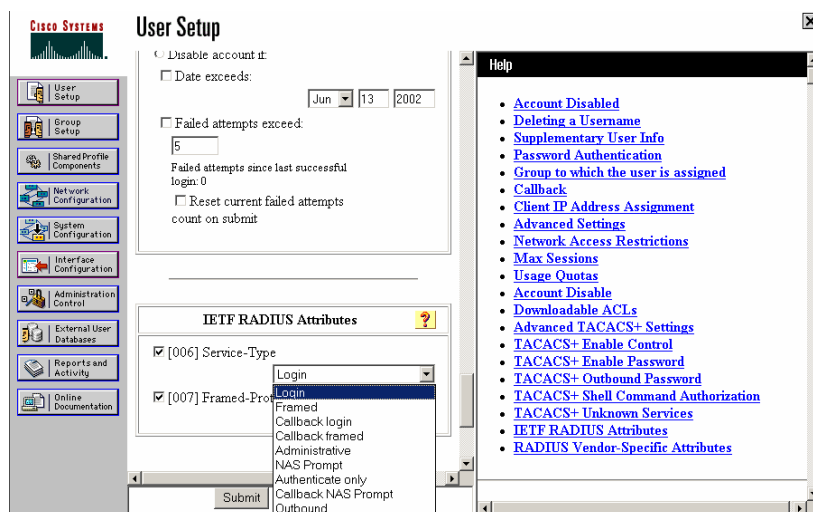 CISCO SYSTEMS
User Setup
User
Setup
Group
Setup
Shared Profile
Components
Network
Configuration
System
Configuration
Interface
Configuration
Administration
Control
External User
Databases
Reports and
Activity
Online
Documentation
Disable account if:
Date exceeds:
Jun 13 2002
Failed attempts exceed:
5
Failed attempts since last successful
login: 0
Reset current failed attempts
count on submit
IETF RADIUS Attributes
?
[006] Service-Type
Login
[007] Framed-Prot
Login
Framed
Callback login
Callback framed
Administrative
NAS Prompt
Authenticate only
Callback NAS Prompt
Outbound
Submit
Help
Account Disabled
Deleting a Username
Supplementary User Info
Password Authentication
Group to which the user is assigned
Callback
Client IP Address Assignment
Advanced Settings
Network Access Restrictions
Max Sessions
Usage Quotas
Account Disable
Downloadable ACLs
Advanced TACACS+ Settings
TACACS+ Enable Control
TACACS+ Enable Password
TACACS+ Outbound Password
TACACS+ Shell Command Authorization
TACACS+ Unknown Services
IETF RADIUS Attributes
RADIUS Vendor-Specific Attributes